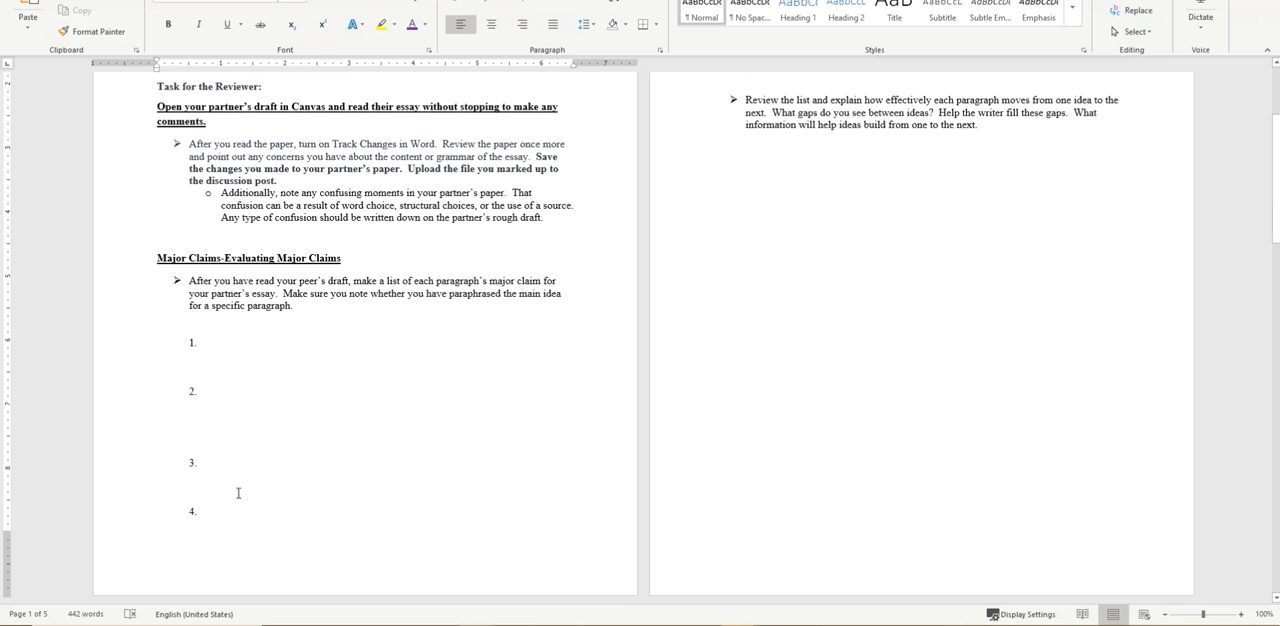 Paste
Copy
Format Painter
Clipboard
B I U ab x₂ x² A A
Font
Paragraph
¶ Normal
¶ No Spac...
Heading 1
Heading 2
Title
Subtitle
Subtle Em...
Emphasis
Styles
Replace
Select
Editing
Dictate
Voice
1 1 2 3 4 5 6 7
Task for the Reviewer:
Open your partner's draft in Canvas and read their essay without stopping to make any
comments.
➢ After you read the paper, turn on Track Changes in Word. Review the paper once more
and point out any concerns you have about the content or grammar of the essay. Save
the changes you made to your partner's paper. Upload the file you marked up to
the discussion post.
o Additionally, note any confusing moments in your partner's paper. That
confusion can be a result of word choice, structural choices, or the use of a source.
Any type of confusion should be written down on the partner's rough draft.
Major Claims-Evaluating Major Claims
➢ After you have read your peer's draft, make a list of each paragraph's major claim for
your partner's essay. Make sure you note whether you have paraphrased the main idea
for a specific paragraph.
1.
2.
3.
4.
➢ Review the list and explain how effectively each paragraph moves from one idea to the
next. What gaps do you see between ideas? Help the writer fill these gaps. What
information will help ideas build from one to the next.
Page 1 of 5
442 words
English (United States)
Display Settings
100%